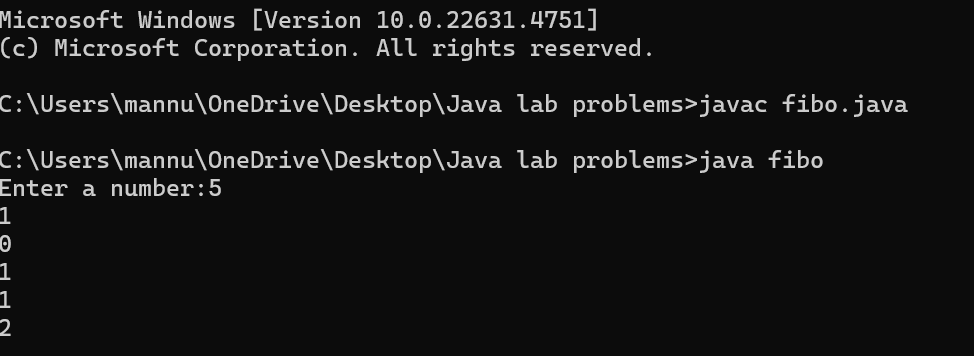 Microsoft Windows [Version 10.0.22631.4751]
(c) Microsoft Corporation. All rights reserved.
C:\Users\mannu\OneDrive\Desktop\Java lab problems>javac fibo.java
C:\Users\mannu\OneDrive\Desktop\Java lab problems>java fibo
Enter a number:5
1
0
1
1
2